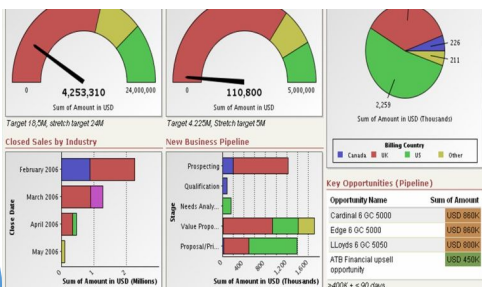 0
4,253,310
24,000,000
Sum of Amount in USD
Target 18,5M, stretch target 24M
0
110,800
5,000,000
Sum of Amount in USD
Target 4.225M, Stretch target 5M
226
211
2,259
Sum of Amount in USD (Thousands)
Billing Country
Canada UK US Other
Closed Sales by Industry
Close Date
February 2006
March 2006
April 2006
May 2006
0 1 2
Sum of Amount in USD (Millions)
New Business Pipeline
Stage
Prospecting
Qualification
Needs Analy...
Value Propo...
Proposal/Pri...
0 400 800 1,200 1,600
Sum of Amount in USD (Thousands)
Key Opportunities (Pipeline)
Opportunity Name Sum of Amount
Cardinal 6 GC 5000 USD 860K
Edge 6 GC 5000 USD 860K
LLoyds 6 GC 5050 USD 800K
ATB Financial upsell USD 450K
opportunity
>400K + < 90 days